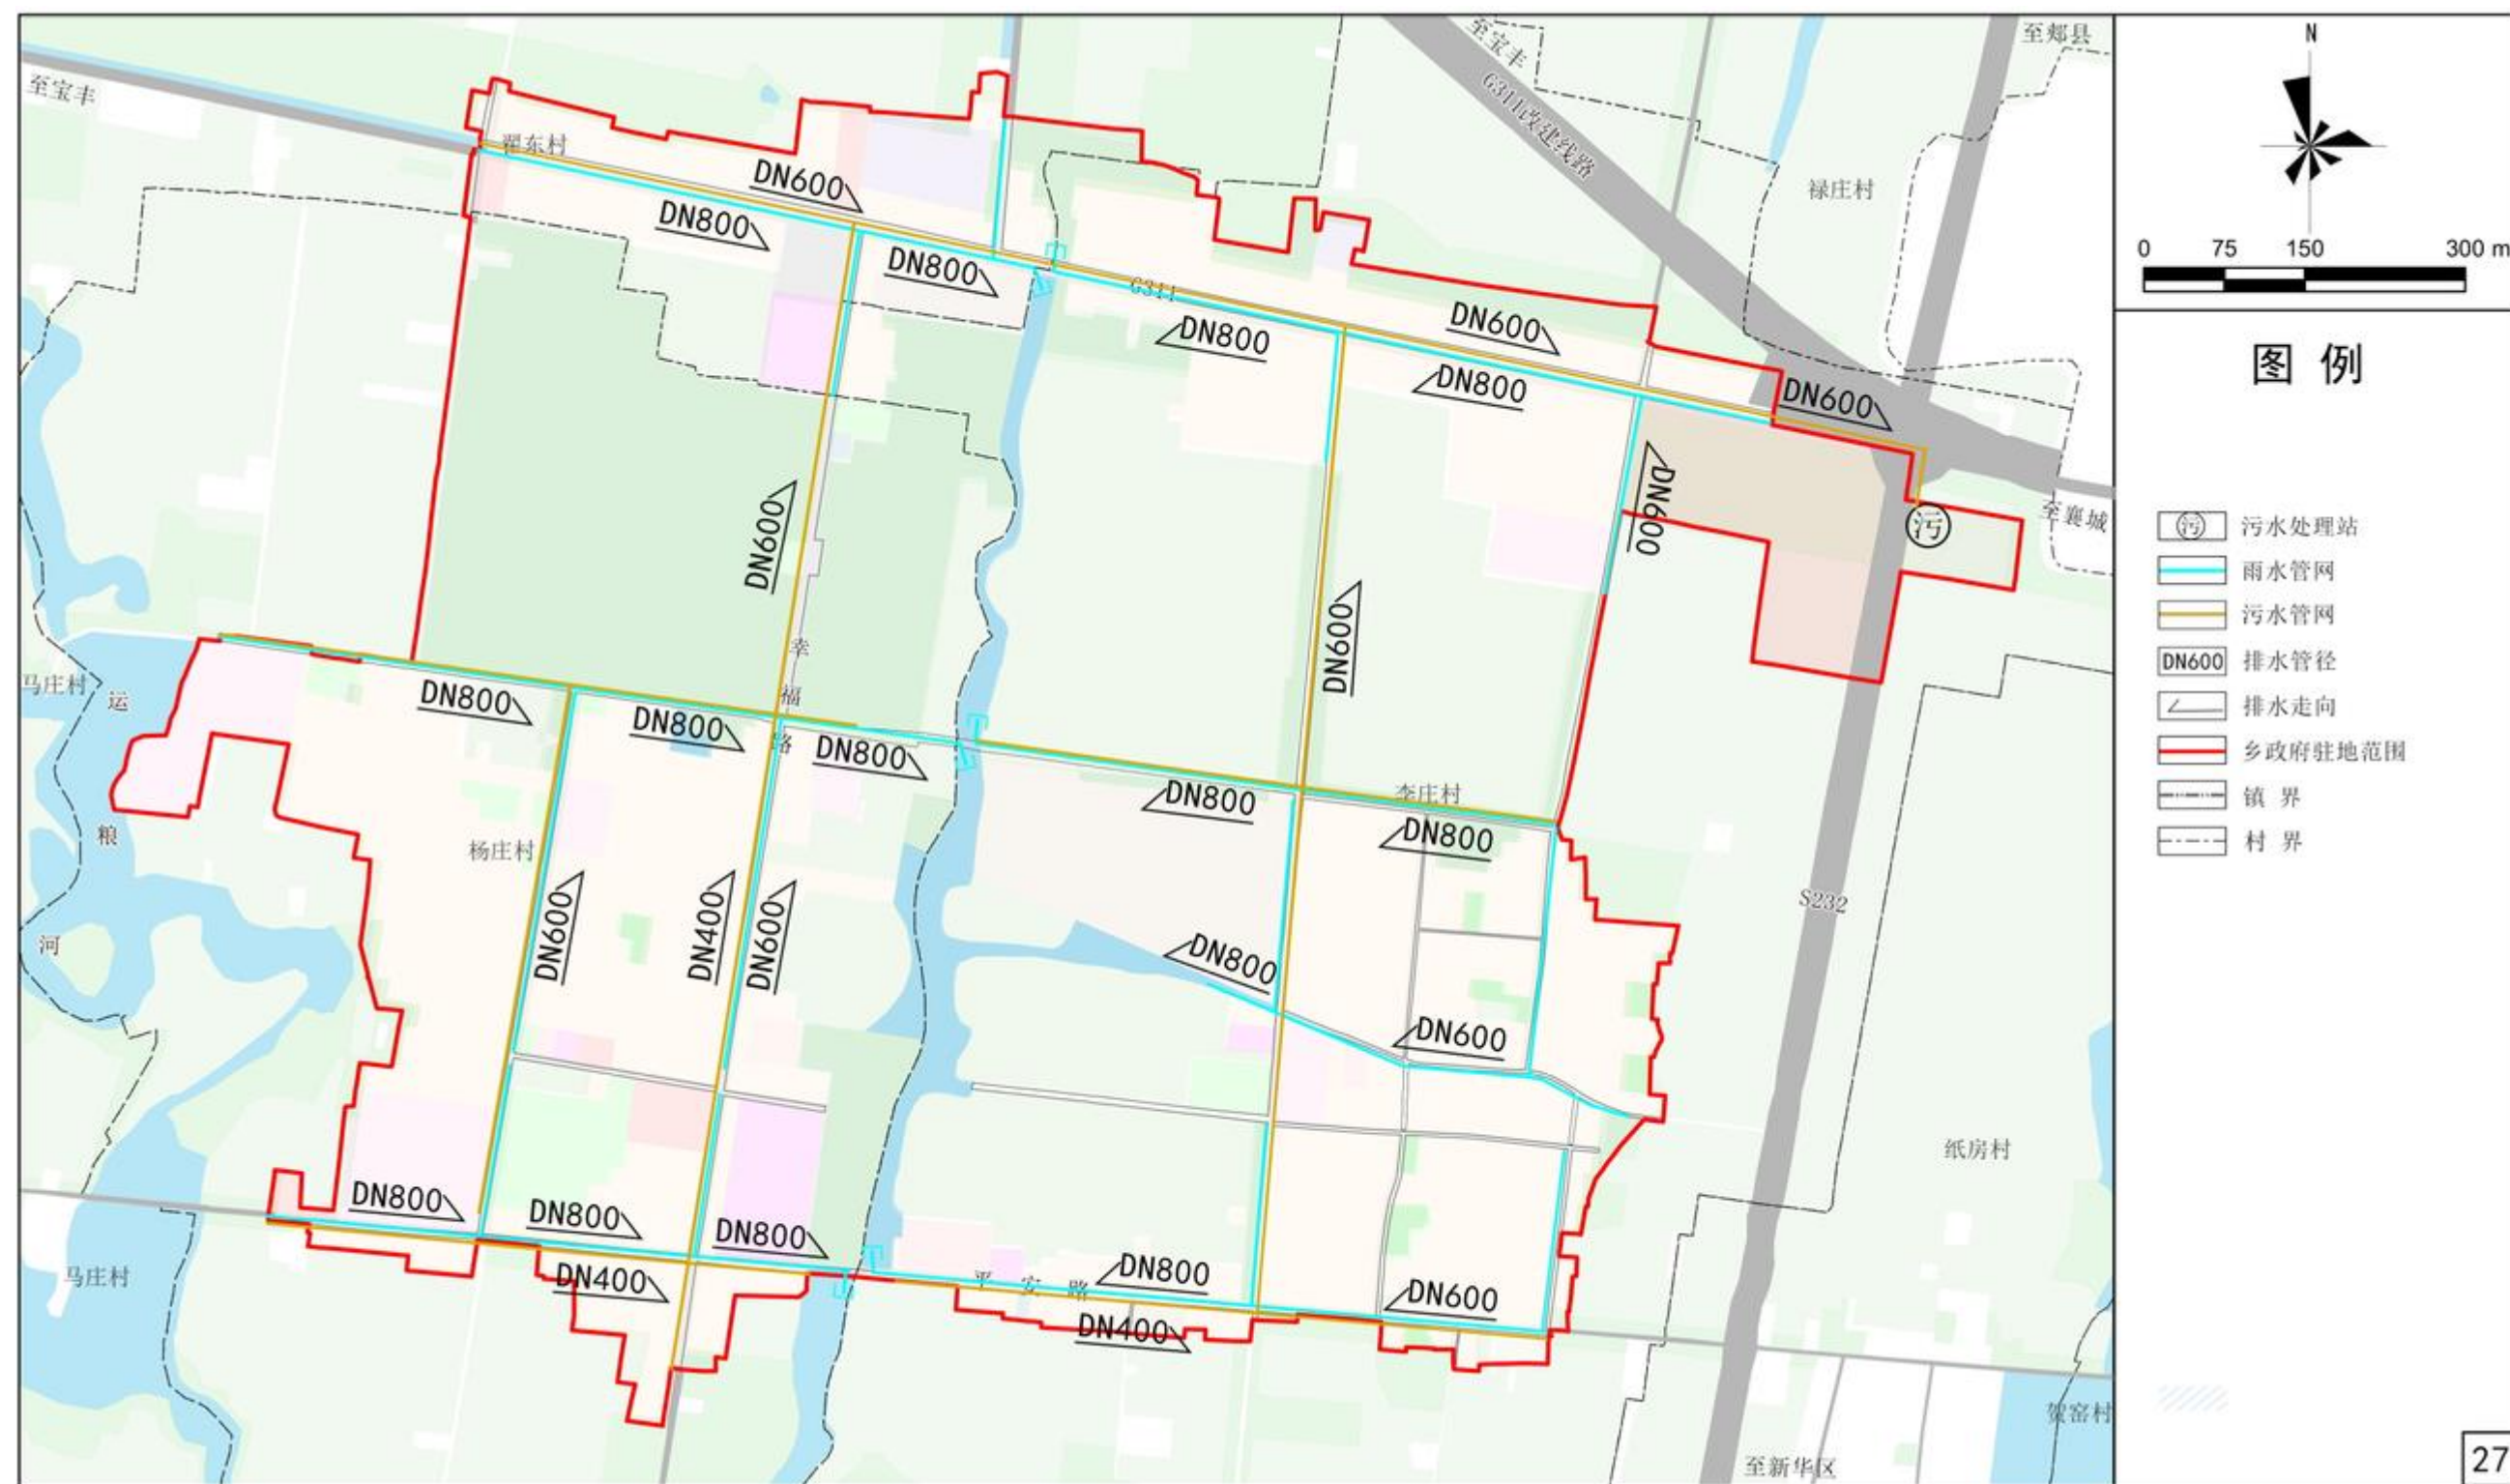 至宝丰
翟东村
DN600
DN800
DN800
G311
DN800
DN600
DN800
DN600
至宝丰
G311改建线路
至郏县
禄庄村
DN600
至襄城
污
DN600
DN600
幸
福
路
马庄村
运
粮
河
DN800
DN800
DN800
DN800
李庄村
DN800
杨庄村
DN600
DN400
DN600
DN800
DN600
S232
纸房村
DN800
DN800
DN800
DN400
平安路
DN800
DN400
DN600
马庄村
贺窑村
至新华区
N
0 75 150 300 m
图 例
污 污水处理站
雨水管网
污水管网
DN600 排水管径
排水走向
乡政府驻地范围
镇 界
村 界
27